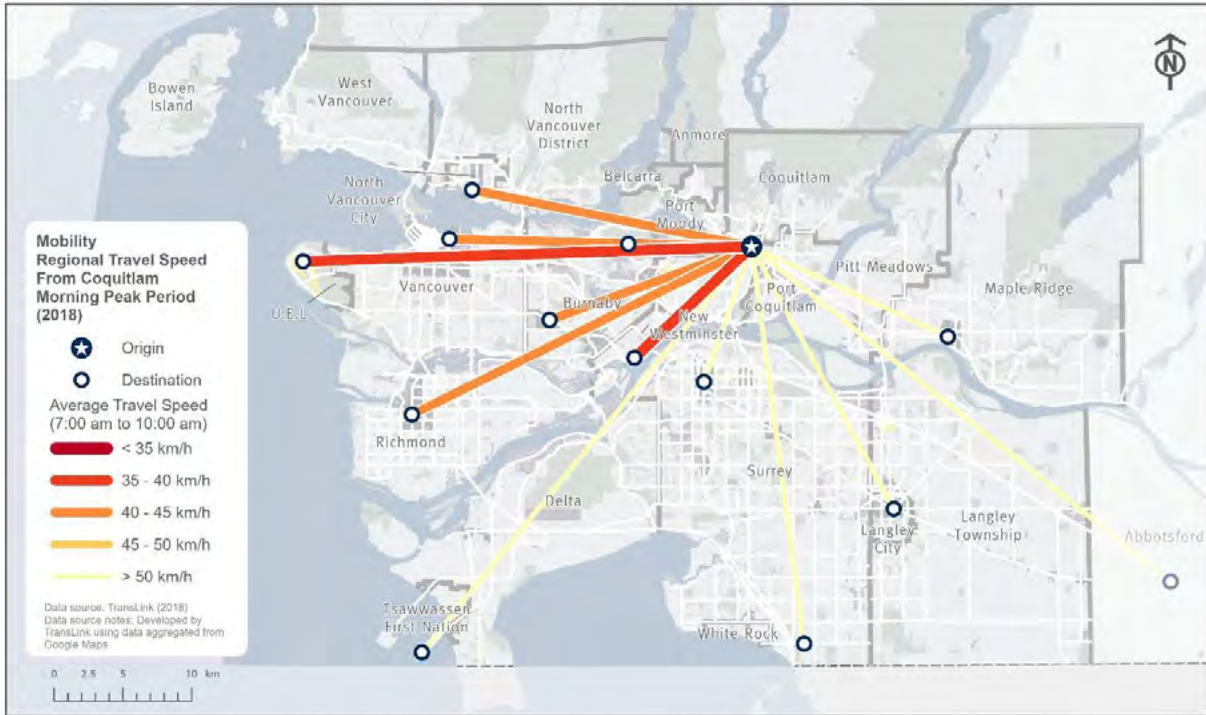 Bowen
Island
West
Vancouver
North
Vancouver
District
Anmore
Belcarra
Coquitlam
North
Vancouver
City
Port
Moody
Pitt Meadows
Maple Ridge
Port
Coquitlam
Vancouver
Burnaby
New
Westminster
U.E.L
Richmond
Surrey
Delta
Langley
City
Langley
Township
Abbotsford
Tsawwassen
First Nation
White Rock
N
Mobility
Regional Travel Speed
From Coquitlam
Morning Peak Period
(2018)
Origin
Destination
Average Travel Speed
(7:00 am to 10:00 am)
< 35 km/h
35 - 40 km/h
40 - 45 km/h
45 - 50 km/h
> 50 km/h
Data source: TransLink (2018)
Data source notes: Developed by
TransLink using data aggregated from
Google Maps
0 2.5 5 10 km